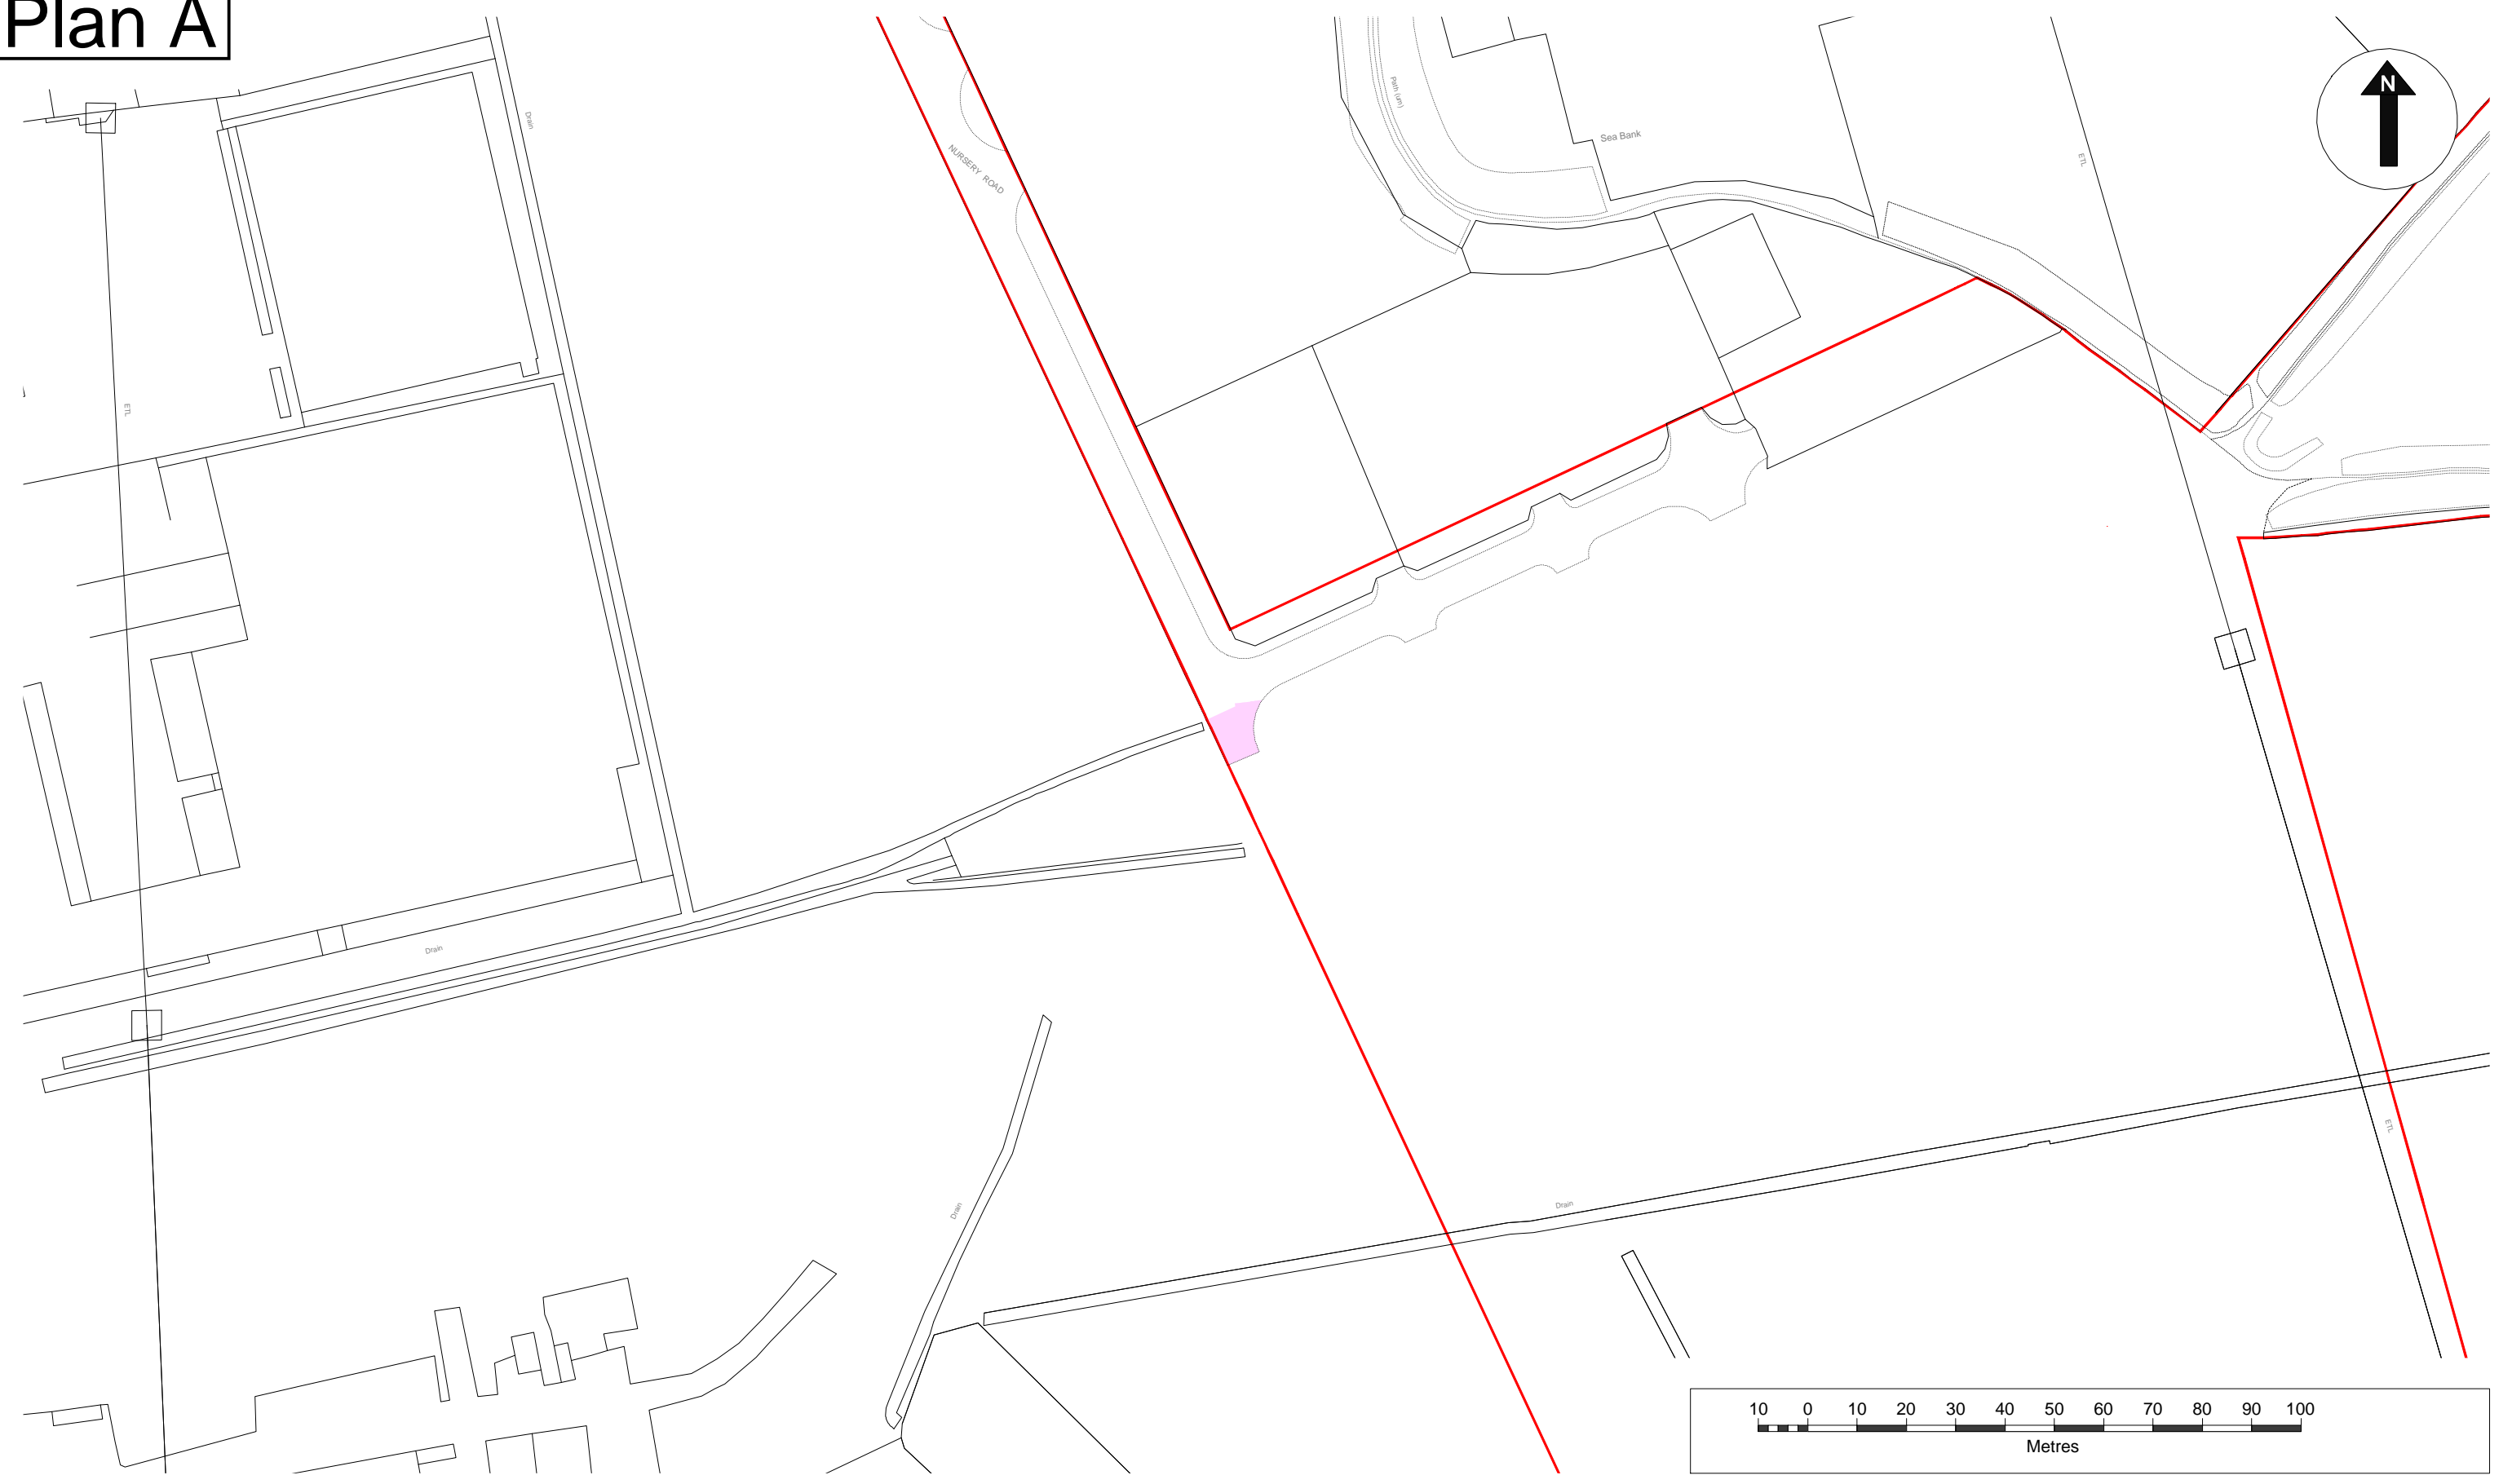 Plan A
N
Drain
Path (um)
Sea Bank
NURSERY ROAD
ETL
ETL
Drain
ETL
Drain
Drain
10 0 10 20 30 40 50 60 70 80 90 100
Metres